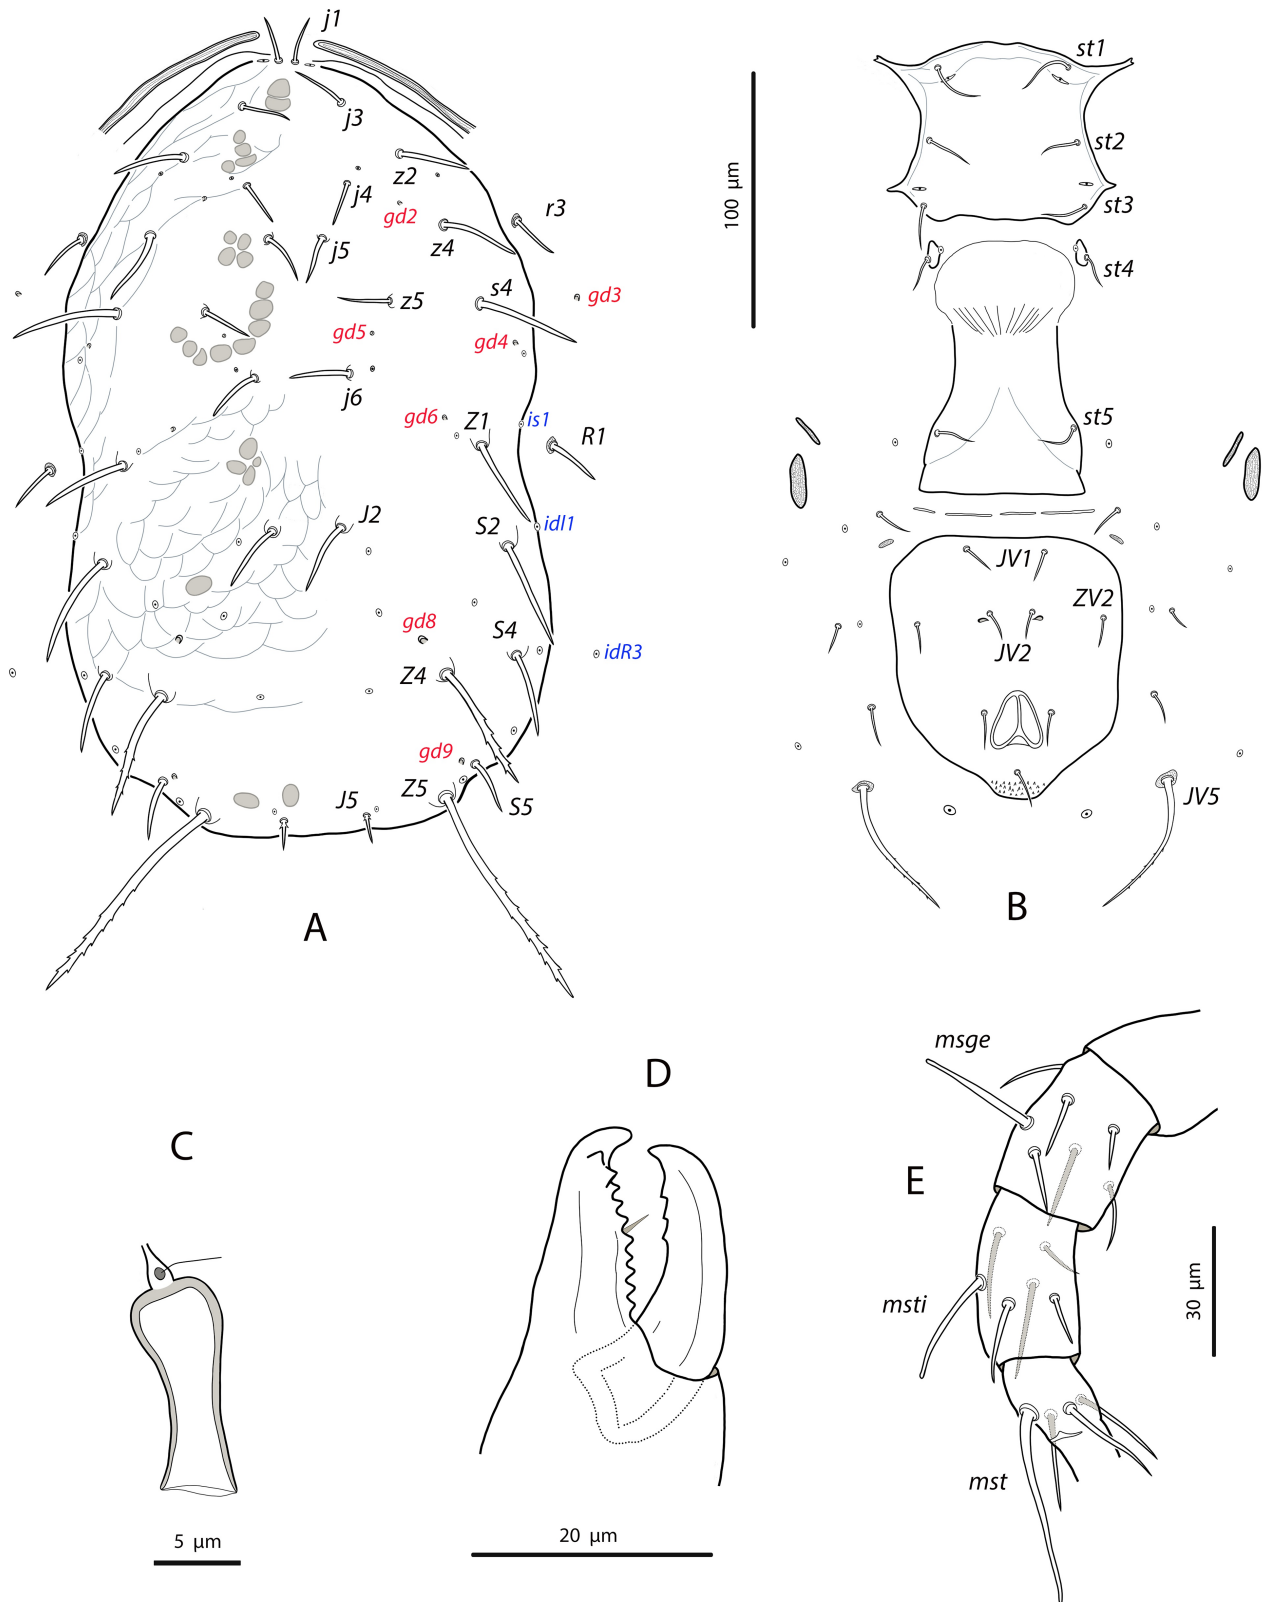 j1
j3
z2
j4
gd2
r3
z4
j5
s4
z5
gd3
gd5
gd4
j6
gd6
Z1
is1
R1
J2
S2
idl1
gd8
S4
idR3
Z4
gd9
Z5
J5
S5
A
100 µm
st1
st2
st3
st4
st5
JV1
ZV2
JV2
JV5
B
C
5 µm
D
20 µm
msge
E
msti
mst
30 µm